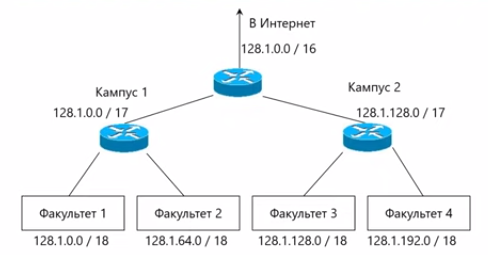 В Интернет
128.1.0.0 / 16
Кампус 1
128.1.0.0 / 17
Кампус 2
128.1.128.0 / 17
Факультет 1
Факультет 2
Факультет 3
Факультет 4
128.1.0.0 / 18
128.1.64.0 / 18
128.1.128.0 / 18
128.1.192.0 / 18